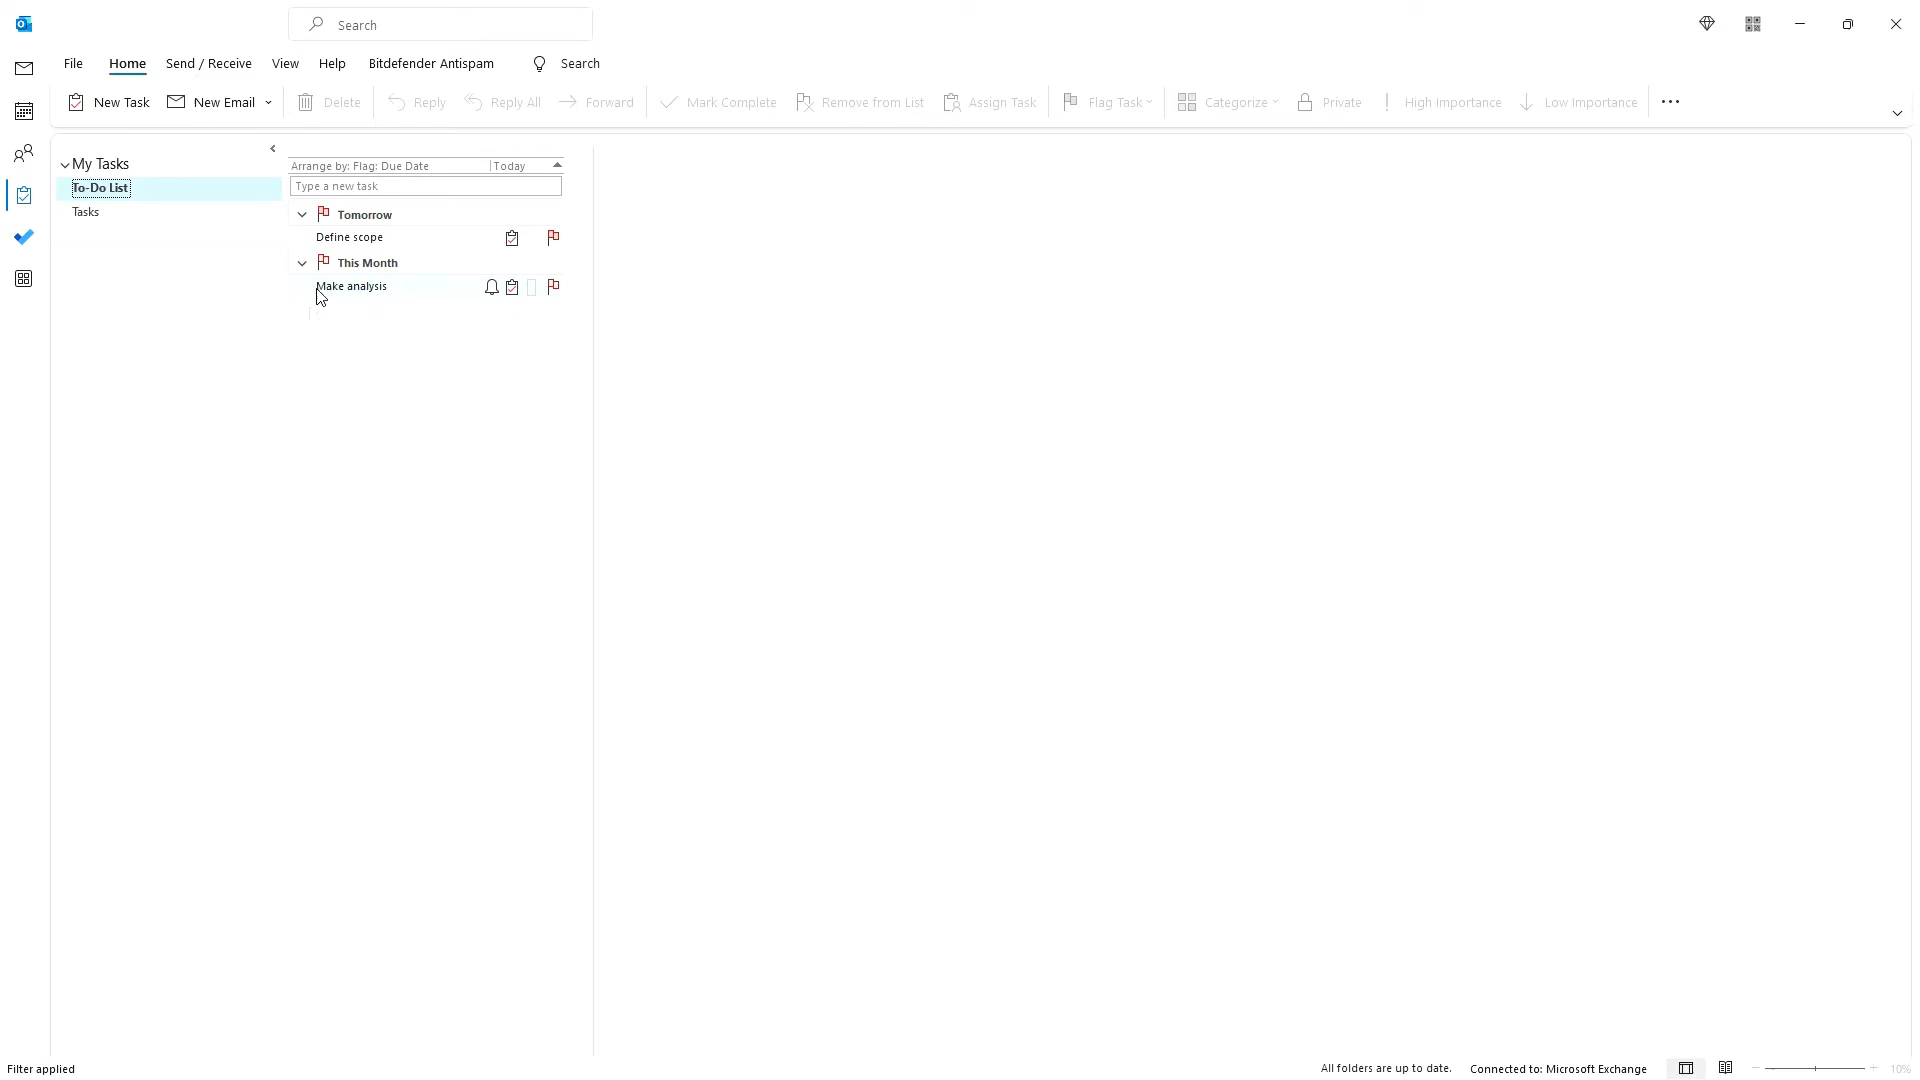 Search
File Home Send / Receive View Help Bitdefender Antispam Search
New Task New Email Delete Reply Reply All Forward Mark Complete Remove from List Assign Task Flag Task Categorize Private High Importance Low Importance
My Tasks
To-Do List
Tasks
Arrange by: Flag: Due Date Today
Type a new task
Tomorrow
Define scope
This Month
Make analysis
Filter applied
All folders are up to date. Connected to: Microsoft Exchange 10%